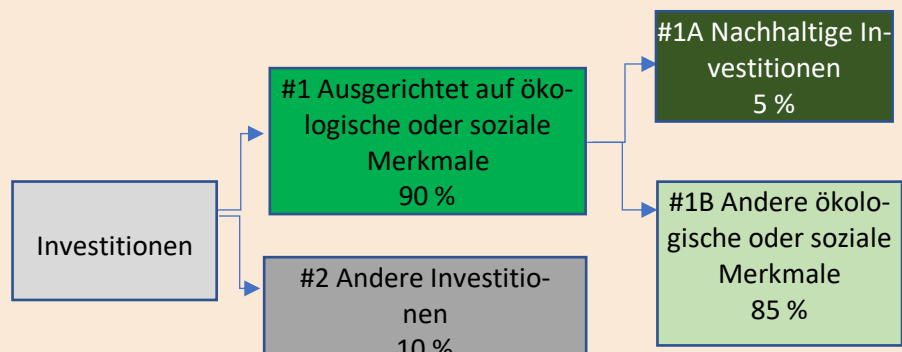 #1A Nachhaltige In-
vestitionen
5 %
#1 Ausgerichtet auf öko-
logische oder soziale
Merkmale
90 %
#1B Andere ökolo-
gische oder soziale
Merkmale
85 %
Investitionen
#2 Andere Investitio-
nen
10 %